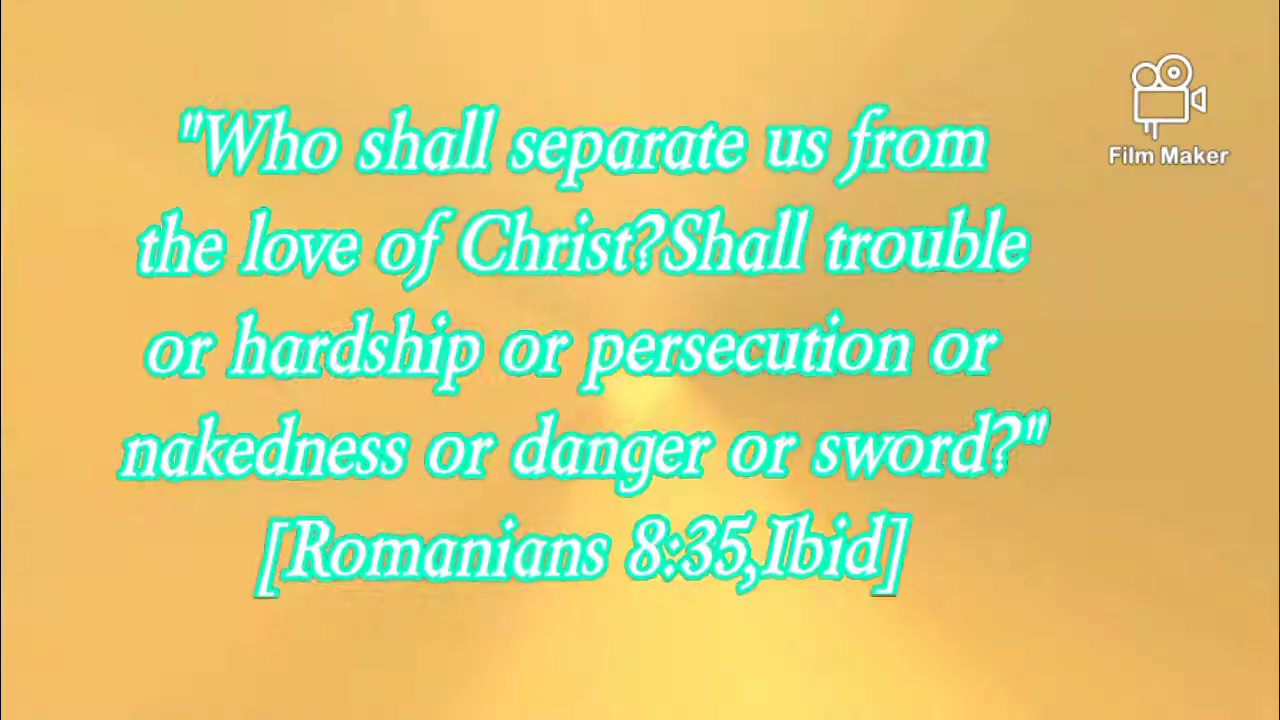 "Who shall separate us from
the love of Christ?Shall trouble
or hardship or persecution or
nakedness or danger or sword?"
[Romanians 8:35,Ibid]
Film Maker